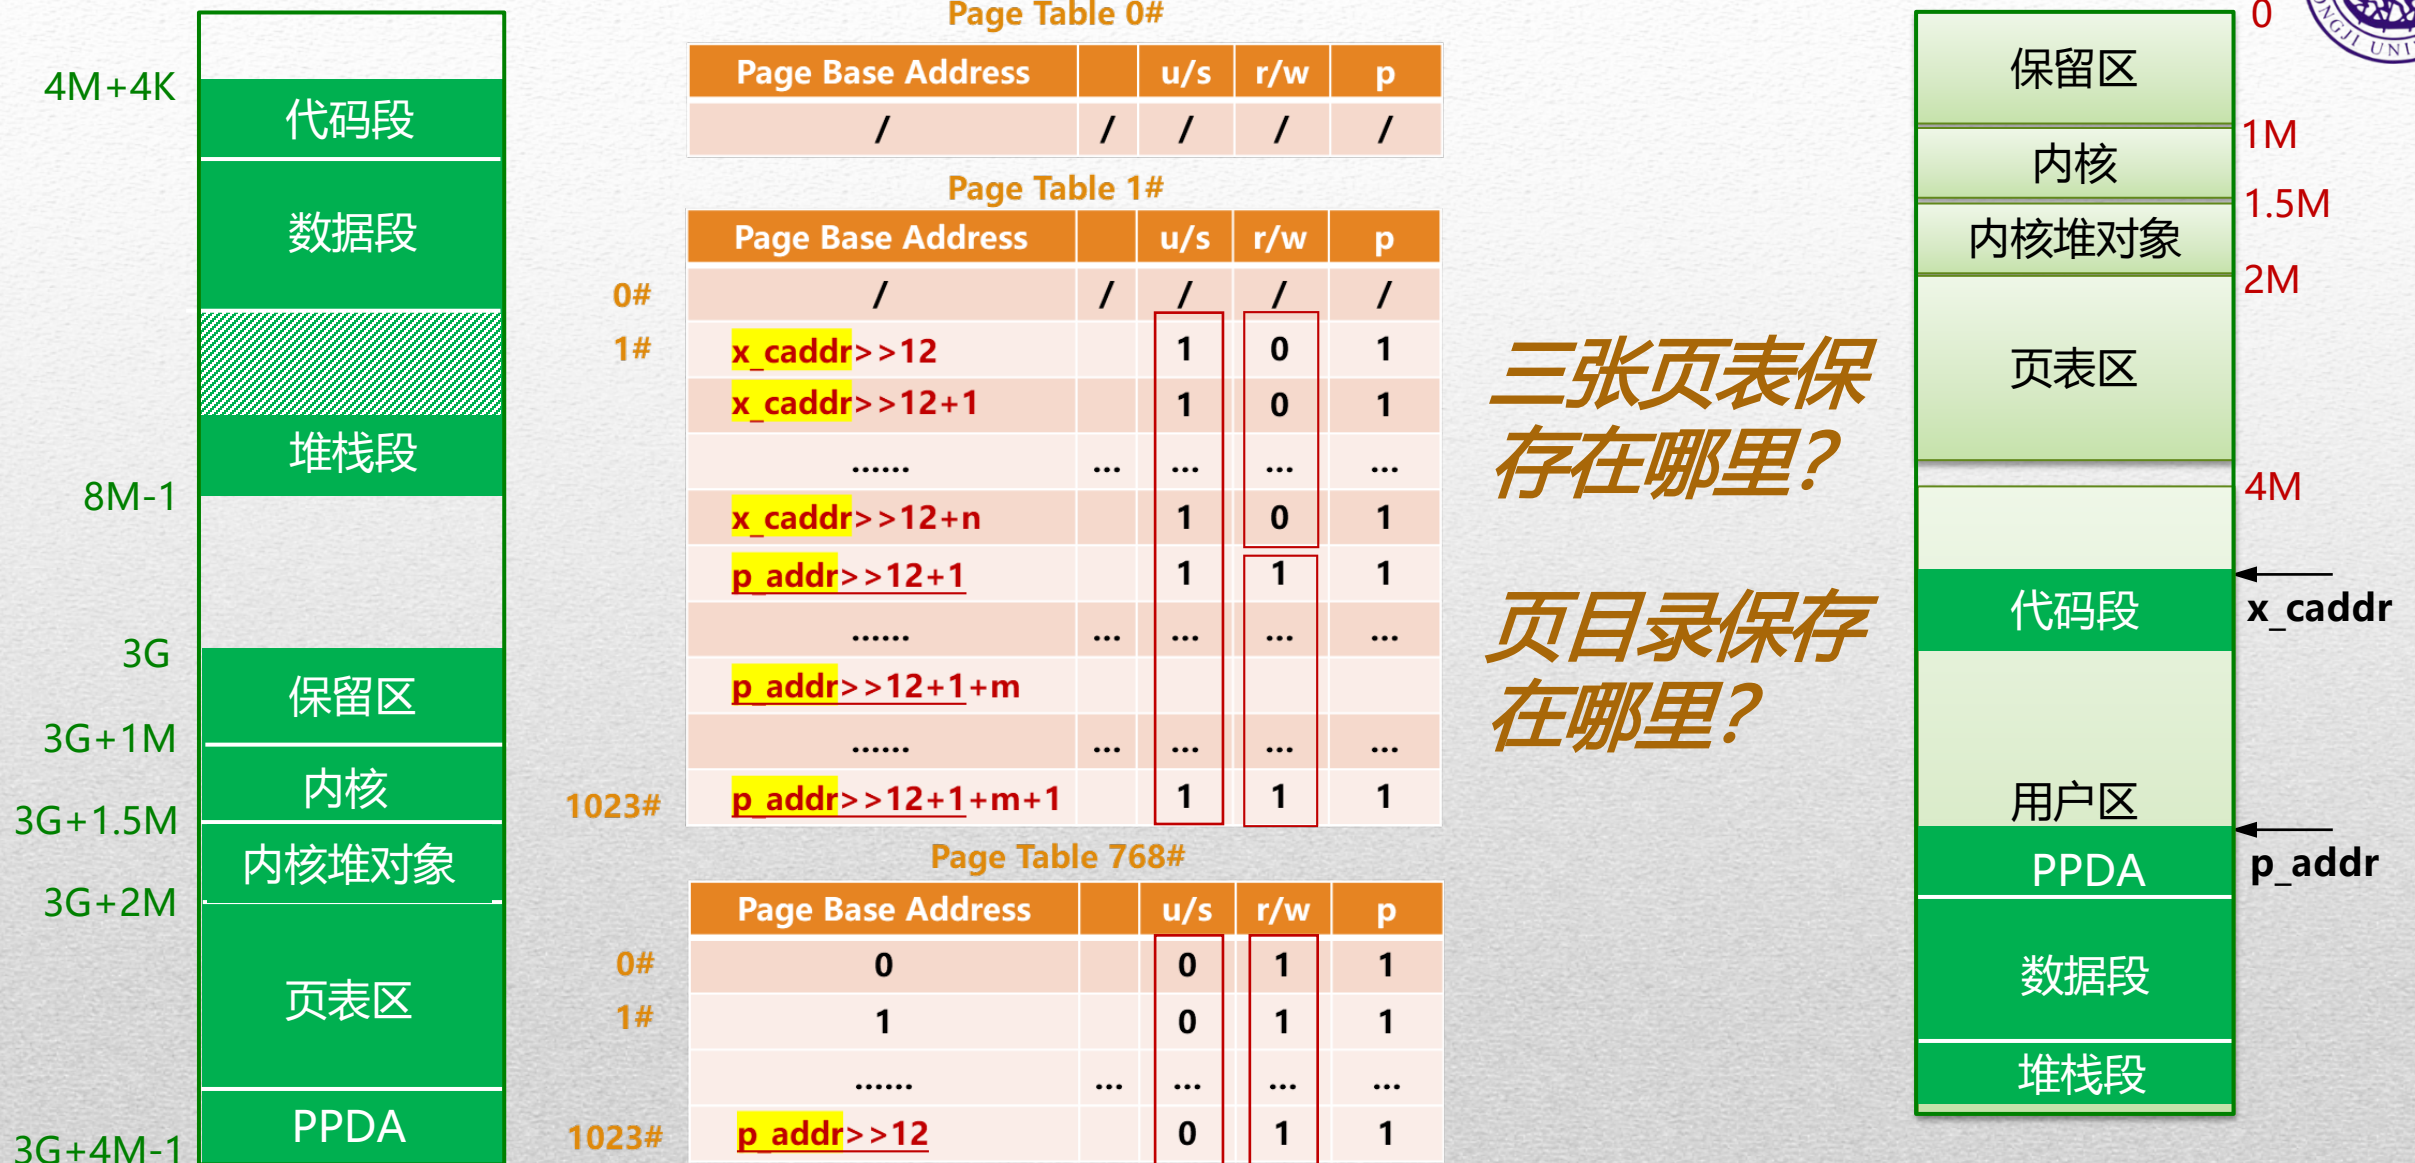 4M+4K
代码段
数据段
堆栈段
8M-1
3G
保留区
3G+1M
内核
3G+1.5M
内核堆对象
3G+2M
页表区
PPDA
3G+4M-1
Page Table 0#
Page Base Address u/s r/w p
/ / / / /
Page Table 1#
Page Base Address u/s r/w p
0# / / / / /
1# x_caddr>>12 1 0 1
x_caddr>>12+1 1 0 1
...... ... ... ... ...
x_caddr>>12+n 1 0 1
p_addr>>12+1 1 1 1
...... ... ... ... ...
p_addr>>12+1+m
...... ... ... ... ...
1023# p_addr>>12+1+m+1 1 1 1
Page Table 768#
Page Base Address u/s r/w p
0# 0 0 1 1
1# 1 0 1 1
...... ... ... ... ...
1023# p_addr>>12 0 1 1
三张页表保
存在哪里？
页目录保存
在哪里？
0
保留区
1M
内核
1.5M
内核堆对象
2M
页表区
4M
代码段
x_caddr
用户区
p_addr
PPDA
数据段
堆栈段